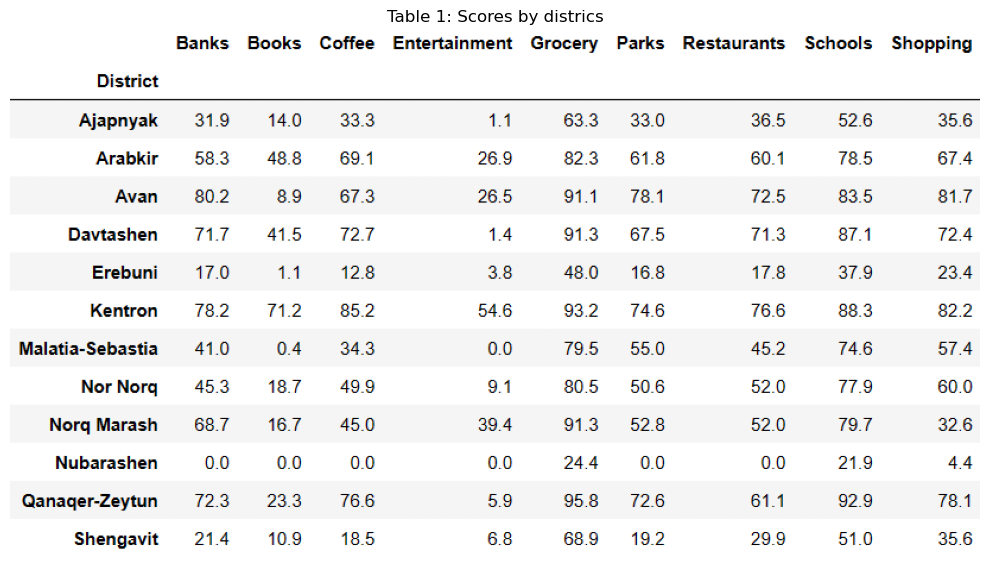 Table 1: Scores by districs
Banks Books Coffee Entertainment Grocery Parks Restaurants Schools Shopping
District
Ajapnyak 31.9 14.0 33.3 1.1 63.3 33.0 36.5 52.6 35.6
Arabkir 58.3 48.8 69.1 26.9 82.3 61.8 60.1 78.5 67.4
Avan 80.2 8.9 67.3 26.5 91.1 78.1 72.5 83.5 81.7
Davtashen 71.7 41.5 72.7 1.4 91.3 67.5 71.3 87.1 72.4
Erebuni 17.0 1.1 12.8 3.8 48.0 16.8 17.8 37.9 23.4
Kentron 78.2 71.2 85.2 54.6 93.2 74.6 76.6 88.3 82.2
Malatia-Sebastia 41.0 0.4 34.3 0.0 79.5 55.0 45.2 74.6 57.4
Nor Norq 45.3 18.7 49.9 9.1 80.5 50.6 52.0 77.9 60.0
Norq Marash 68.7 16.7 45.0 39.4 91.3 52.8 52.0 79.7 32.6
Nubarashen 0.0 0.0 0.0 0.0 24.4 0.0 0.0 21.9 4.4
Qanaqer-Zeytun 72.3 23.3 76.6 5.9 95.8 72.6 61.1 92.9 78.1
Shengavit 21.4 10.9 18.5 6.8 68.9 19.2 29.9 51.0 35.6